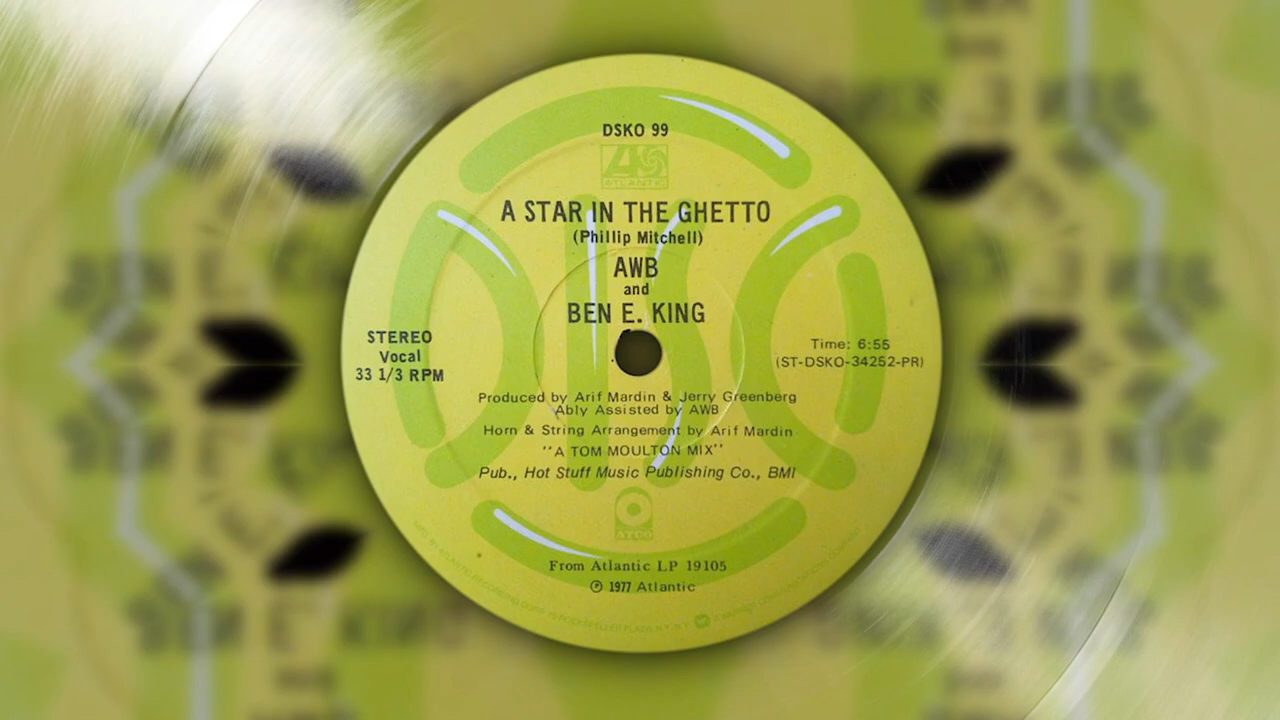 DSKO 99
ATLANTIC
A STAR IN THE GHETTO
(Phillip Mitchell)
AWB
and
BEN E. KING
STEREO
Vocal
33 1/3 RPM
Time: 6:55
(ST-DSKO-34252-PR)
Produced by Arif Mardin & Jerry Greenberg
Ably Assisted by AWB
Horn & String Arrangement by Arif Mardin
"A TOM MOULTON MIX"
Pub., Hot Stuff Music Publishing Co., BMI
ATCO
From Atlantic LP 19105
℗ 1977 Atlantic